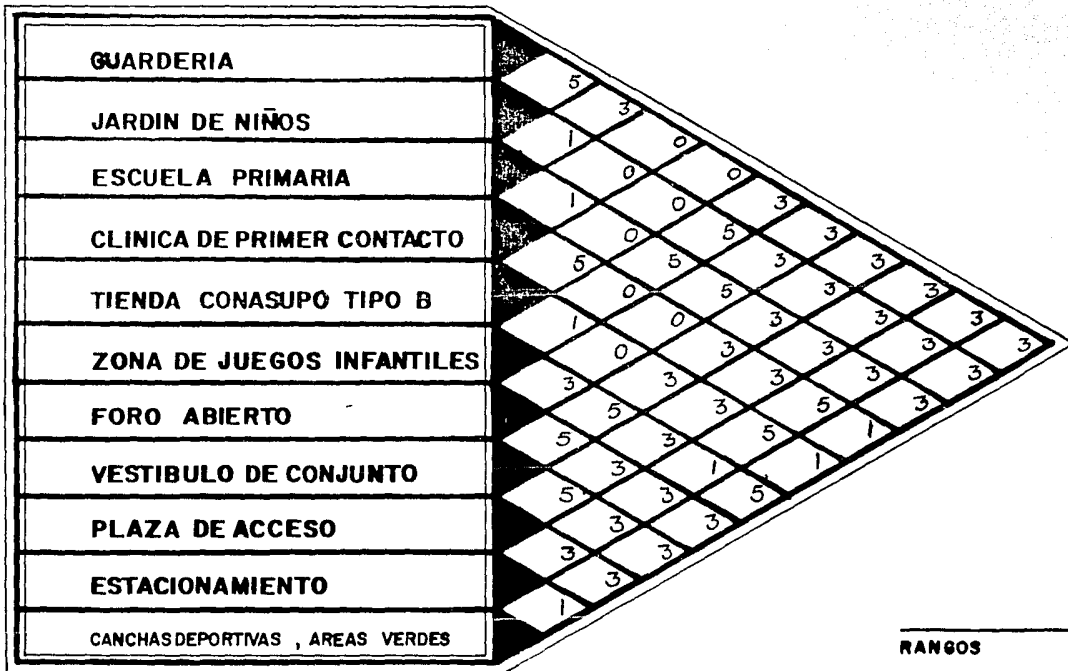 GUARDERIA
5
3
JARDIN DE NIÑOS
1 0
0 0
ESCUELA PRIMARIA
1 0 3
0 5 3
CLINICA DE PRIMER CONTACTO
5 5 3 3
0 5 3 3
TIENDA CONASUPO TIPO B
1 0 3 3 3
0 3 3 3 3
ZONA DE JUEGOS INFANTILES
3 3 3 3 3
5 3 5 3
FORO ABIERTO
5 3 5 1
3 1 1
VESTIBULO DE CONJUNTO
5 3 5
3 3
PLAZA DE ACCESO
3 3
3
ESTACIONAMIENTO
1
CANCHAS DEPORTIVAS , AREAS VERDES
RANGOS